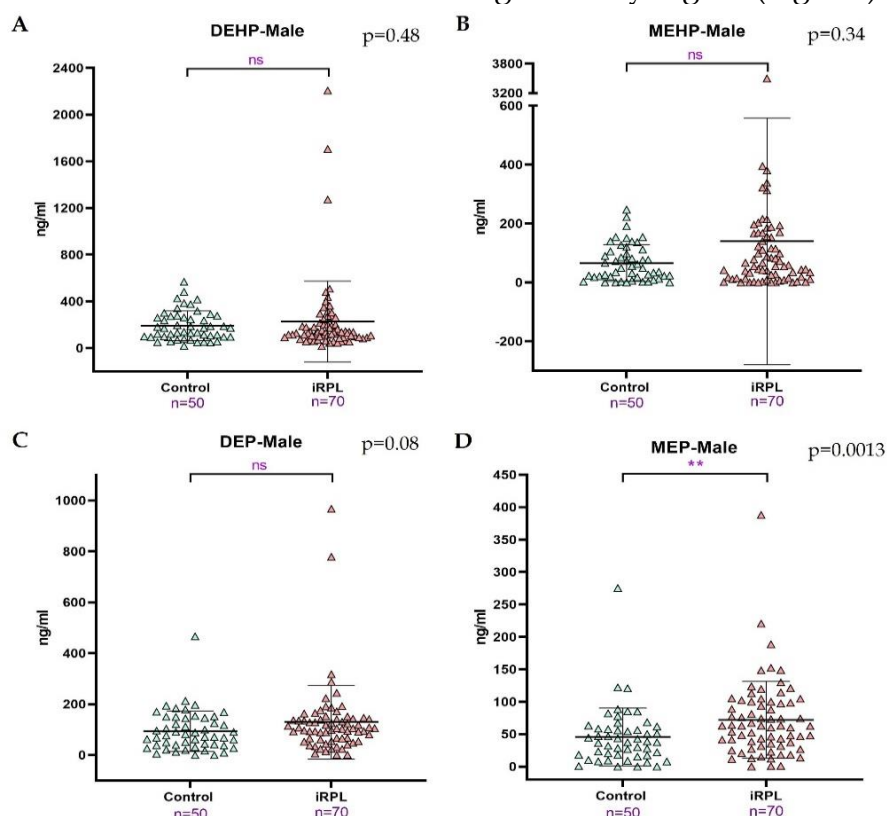 A
DEHP-Male
p=0.48
ns
2400
2000
1600
1200
800
400
0
ng/ml
Control
iRPL
n=50
n=70
B
MEHP-Male
p=0.34
ns
3800
3200
600
400
200
0
-200
ng/ml
Control
iRPL
n=50
n=70
C
DEP-Male
p=0.08
ns
1000
800
600
400
200
0
ng/ml
Control
iRPL
n=50
n=70
D
MEP-Male
p=0.0013
**
450
400
350
300
250
200
150
100
50
0
ng/ml
Control
iRPL
n=50
n=70